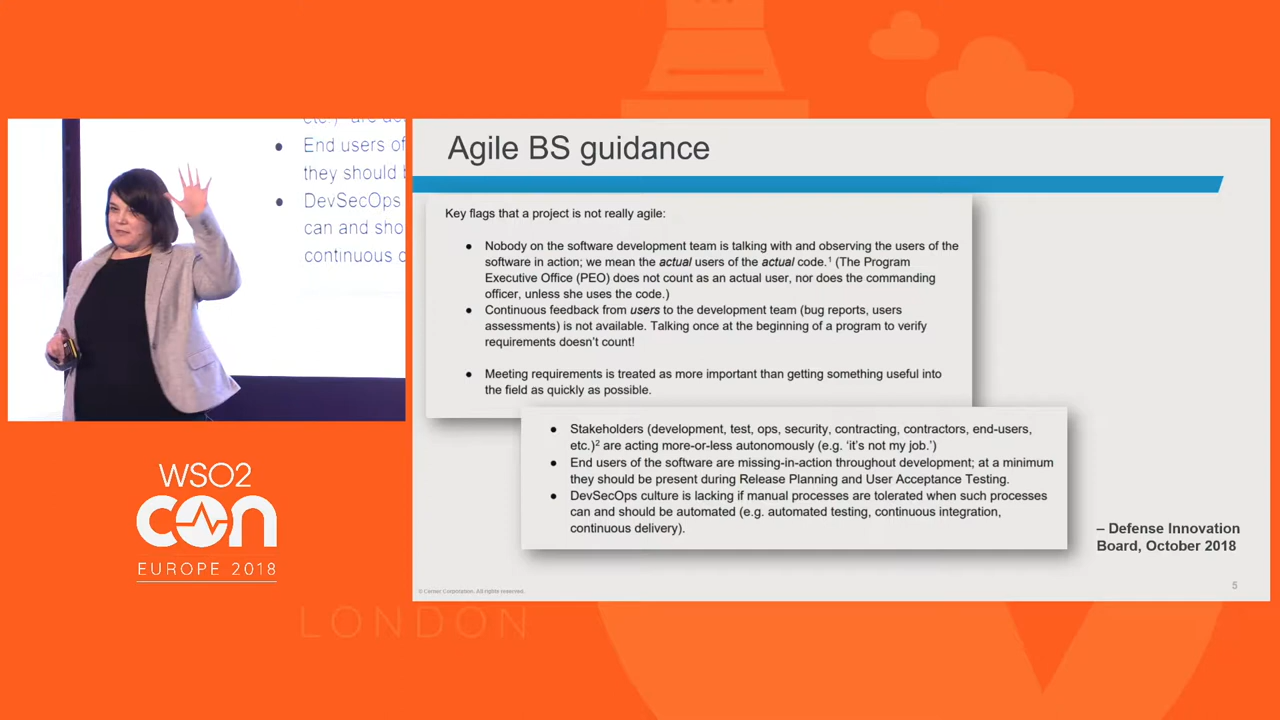 etc.)
End users of
they should b
DevSecOps
can and sho
continuous d
WSO2
con
EUROPE 2018
LONDON
Agile BS guidance
Key flags that a project is not really agile:
● Nobody on the software development team is talking with and observing the users of the
software in action; we mean the actual users of the actual code.¹ (The Program
Executive Office (PEO) does not count as an actual user, nor does the commanding
officer, unless she uses the code.)
● Continuous feedback from users to the development team (bug reports, users
assessments) is not available. Talking once at the beginning of a program to verify
requirements doesn't count!
● Meeting requirements is treated as more important than getting something useful into
the field as quickly as possible.
● Stakeholders (development, test, ops, security, contracting, contractors, end-users,
etc.)² are acting more-or-less autonomously (e.g. 'it's not my job.')
● End users of the software are missing-in-action throughout development; at a minimum
they should be present during Release Planning and User Acceptance Testing.
● DevSecOps culture is lacking if manual processes are tolerated when such processes
can and should be automated (e.g. automated testing, continuous integration,
continuous delivery).
– Defense Innovation
Board, October 2018
© Cerner Corporation. All rights reserved.
5